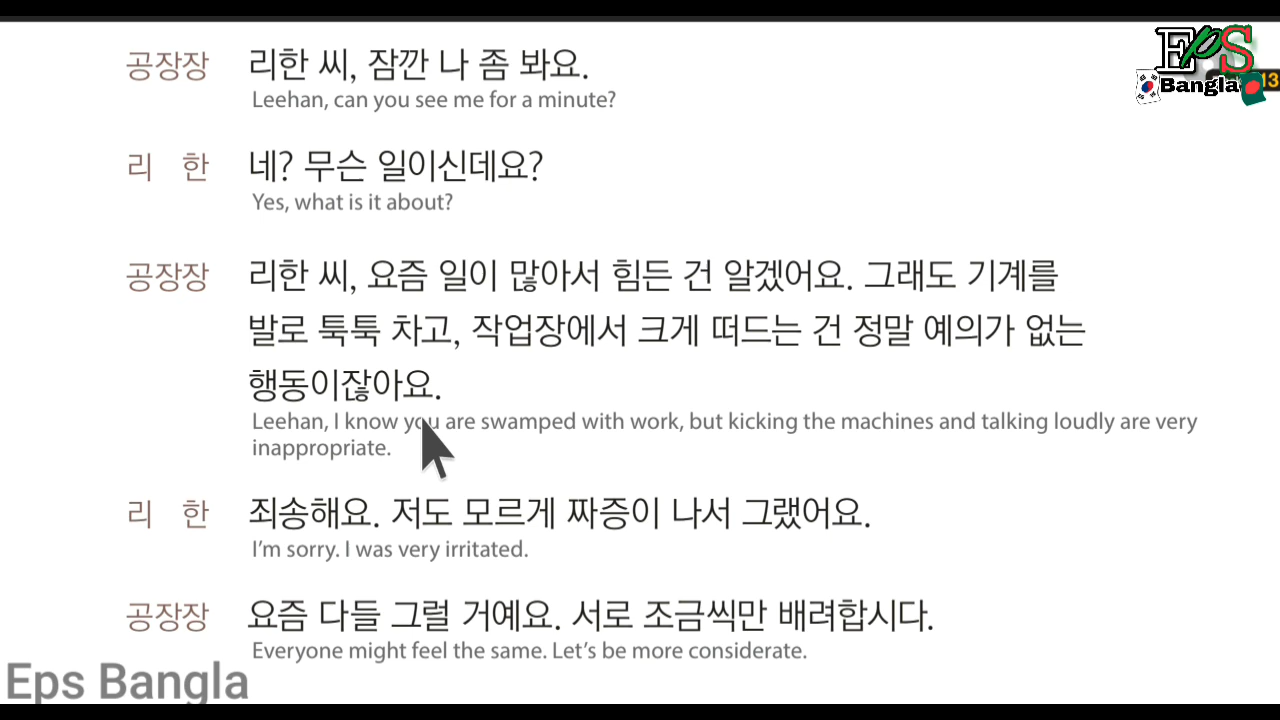 EPS
Bangla 13
공장장 리한 씨, 잠깐 나 좀 봐요.
Leehan, can you see me for a minute?
리 한 네? 무슨 일이신데요?
Yes, what is it about?
공장장 리한 씨, 요즘 일이 많아서 힘든 건 알겠어요. 그래도 기계를
발로 툭툭 차고, 작업장에서 크게 떠드는 건 정말 예의가 없는
행동이잖아요.
Leehan, I know you are swamped with work, but kicking the machines and talking loudly are very
inappropriate.
리 한 죄송해요. 저도 모르게 짜증이 나서 그랬어요.
I'm sorry. I was very irritated.
공장장 요즘 다들 그럴 거예요. 서로 조금씩만 배려합시다.
Everyone might feel the same. Let's be more considerate.
Eps Bangla